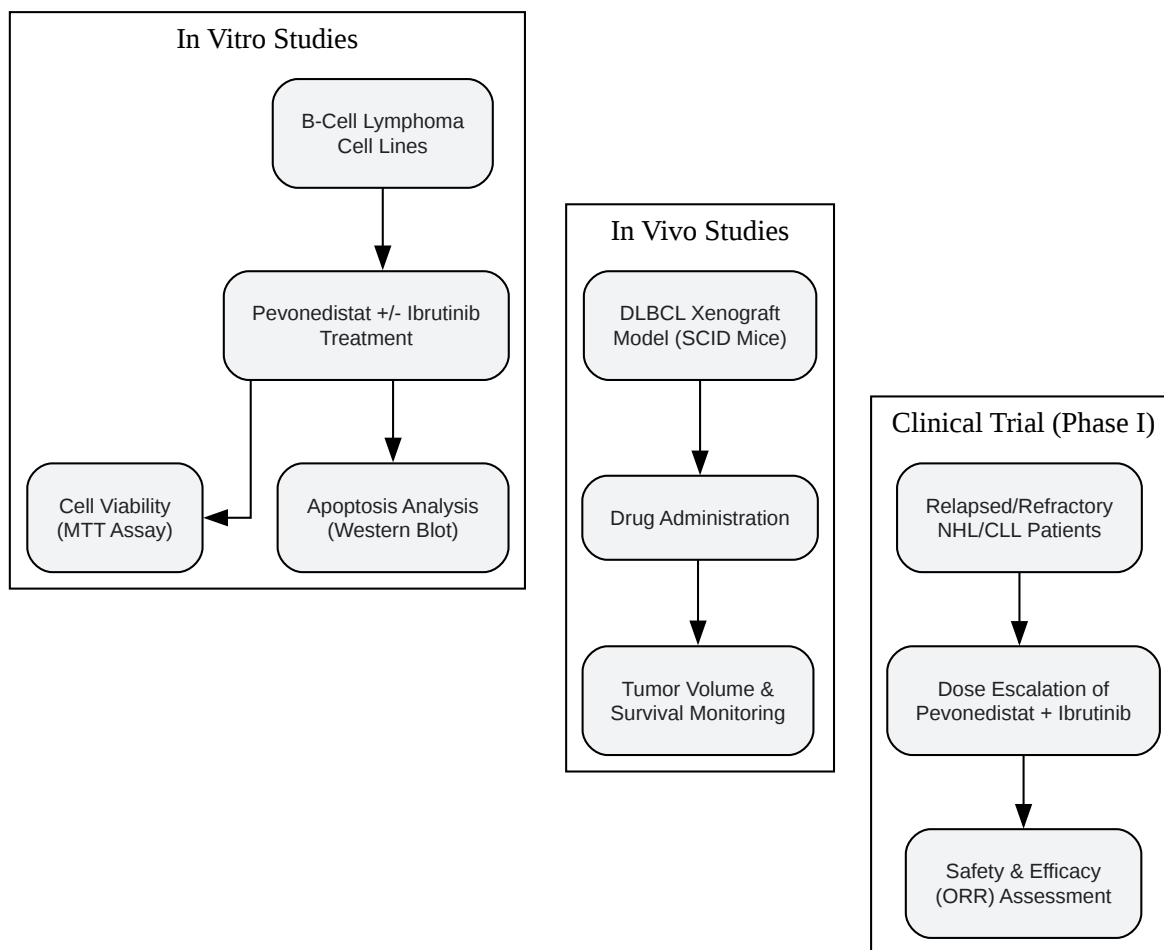 In Vitro Studies
B-Cell Lymphoma
Cell Lines
Pevonedistat +/- Ibrutinib
Treatment
Cell Viability
(MTT Assay)
Apoptosis Analysis
(Western Blot)
In Vivo Studies
DLBCL Xenograft
Model (SCID Mice)
Drug Administration
Tumor Volume &
Survival Monitoring
Clinical Trial (Phase I)
Relapsed/Refractory
NHL/CLL Patients
Dose Escalation of
Pevonedistat + Ibrutinib
Safety & Efficacy
(ORR) Assessment